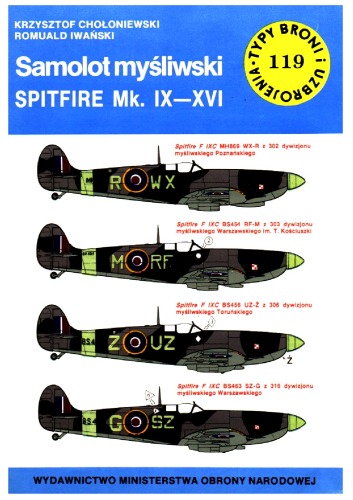 KRZYSZTOF CHOŁONIEWSKI
ROMUALD IWAŃSKI
Samolot myśliwski
SPITFIRE Mk. IX—XVI
TYPY BRONI I UZBROJENIA
119
Spitfire F IXC MH869 WX-R z 302 dywizjonu
myśliwskiego Poznańskiego
R WX
Spitfire F IXC BS454 RF-M z 303 dywizjonu
myśliwskiego Warszawskiego im. T. Kościuszki
M RF
Spitfire F IXC BS456 UZ-Ż z 306 dywizjonu
myśliwskiego Toruńskiego
BS4
Ż UZ
Ż
Spitfire F IXC BS463 SZ-G z 316 dywizjonu
myśliwskiego Warszawskiego
BS4
G SZ
WYDAWNICTWO MINISTERSTWA OBRONY NARODOWEJ